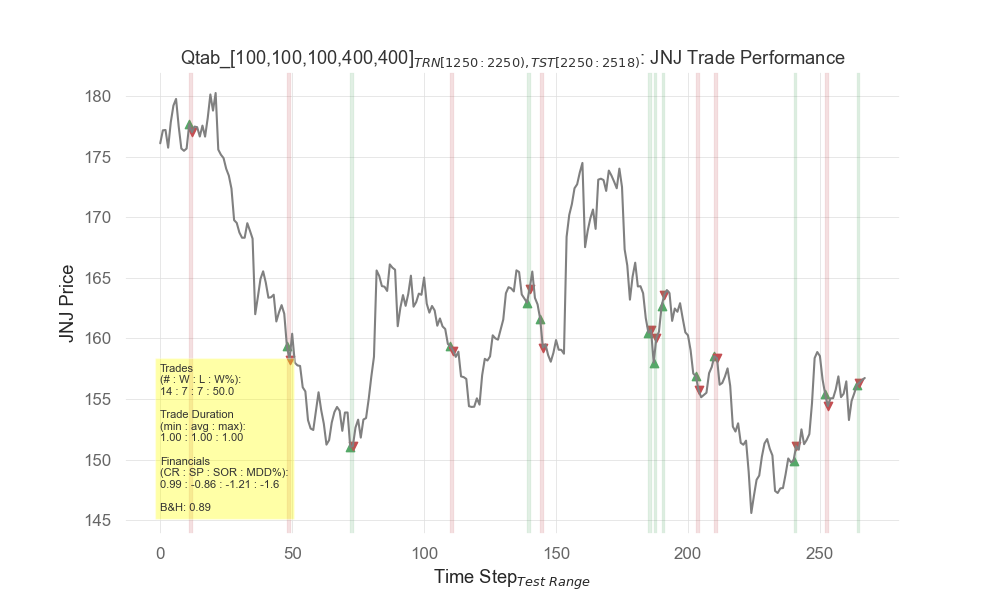 Qtab_[100,100,100,400,400]TRN[1250:2250),TST[2250:2518): JNJ Trade Performance
JNJ Price
180
175
170
165
160
155
150
145
Trades
(# : W : L : W%):
14 : 7 : 7 : 50.0
Trade Duration
(min : avg : max):
1.00 : 1.00 : 1.00
Financials
(CR : SP : SOR : MDD%):
0.99 : -0.86 : -1.21 : -1.6
B&H: 0.89
0 50 100 150 200 250
Time StepTest Range